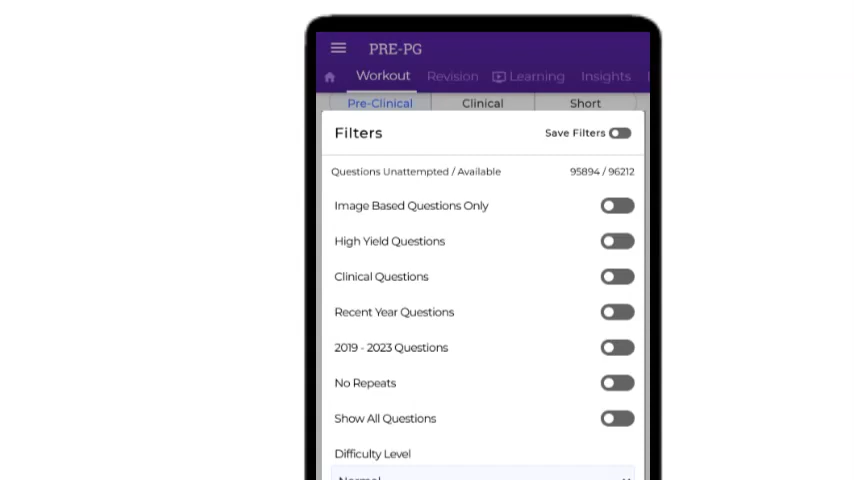 PRE-PG
Workout Revision Learning Insights
Pre-Clinical Clinical Short
Filters Save Filters
Questions Unattempted / Available 95894 / 96212
Image Based Questions Only
High Yield Questions
Clinical Questions
Recent Year Questions
2019 - 2023 Questions
No Repeats
Show All Questions
Difficulty Level
Normal